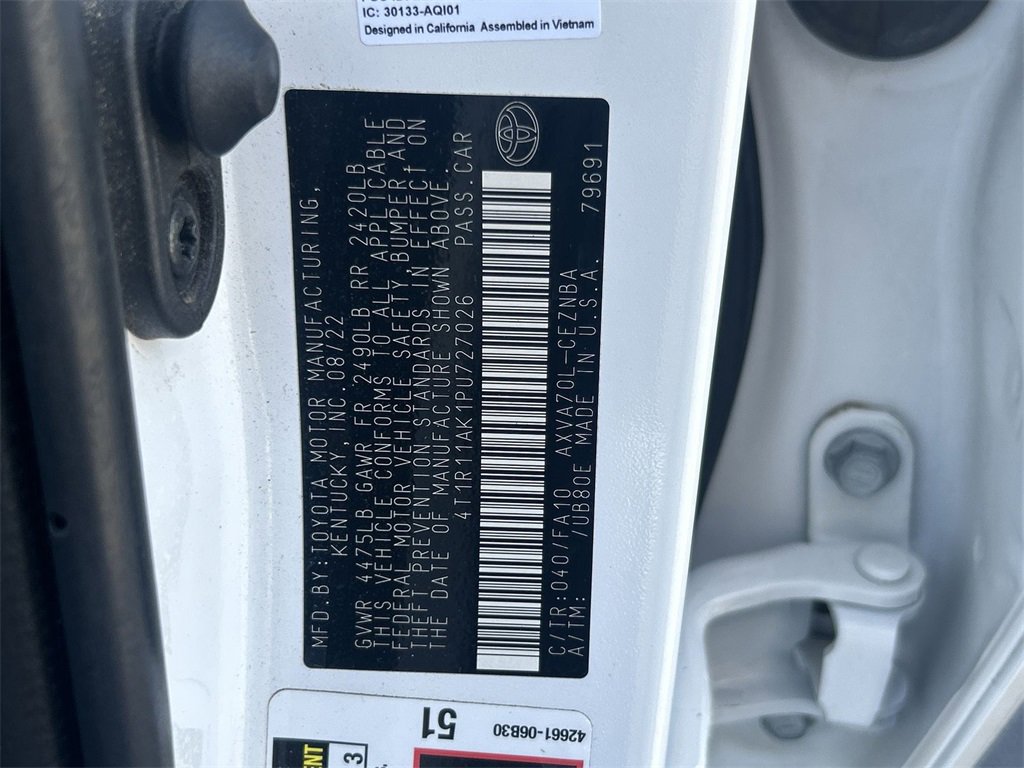 IC: 30133-AQI01
Designed in California Assembled in Vietnam
MFD.BY:TOYOTA MOTOR MANUFACTURING,
KENTUCKY, INC. 08/22
GVWR 4475LB GAWR FR 2490LB RR 2420LB
THIS VEHICLE CONFORMS TO ALL APPLICABLE
FEDERAL MOTOR VEHICLE SAFETY,BUMPER,AND
THEFT PREVENTION STANDARDS IN EFFECT ON
THE DATE OF MANUFACTURE SHOWN ABOVE.
4T1R11AK1PU727026 PASS.CAR
C/TR:040/FA10 AXVA70L-CEZNBA
A/TM: /UB80E MADE IN U.S.A. 79691
51
42661-06B30
3